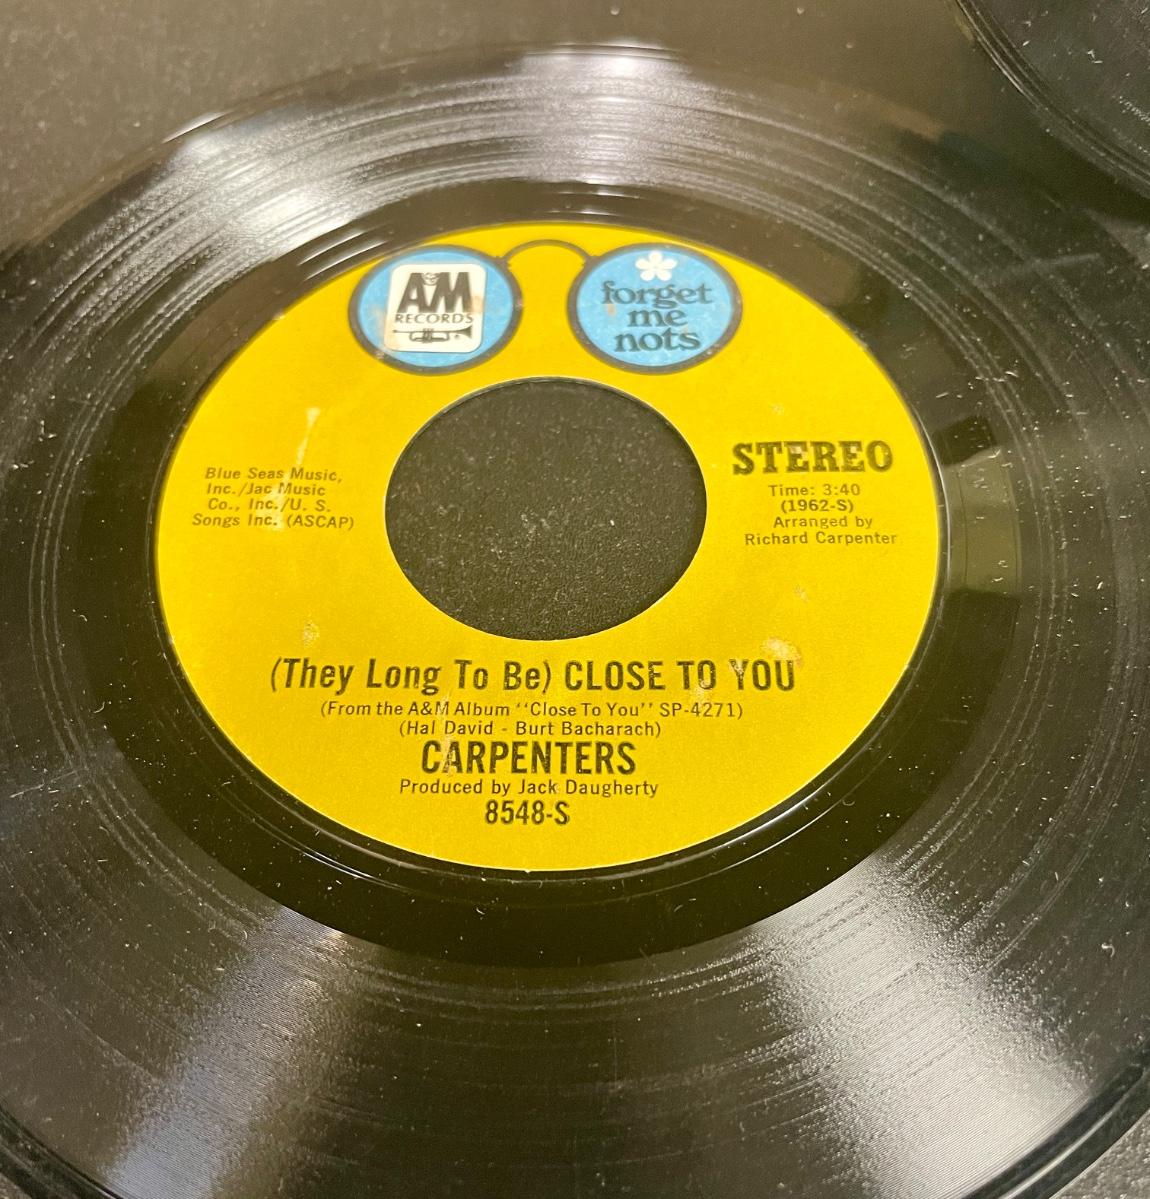 AM
RECORDS
forget
me
nots
STEREO
Time: 3:40
(1962-S)
Arranged by
Richard Carpenter
Blue Seas Music,
Inc./Jac Music
Co., Inc./U. S.
Songs Inc. (ASCAP)
(They Long To Be) CLOSE TO YOU
(From the A&M Album "Close To You" SP-4271)
(Hal David - Burt Bacharach)
CARPENTERS
Produced by Jack Daugherty
8548-S